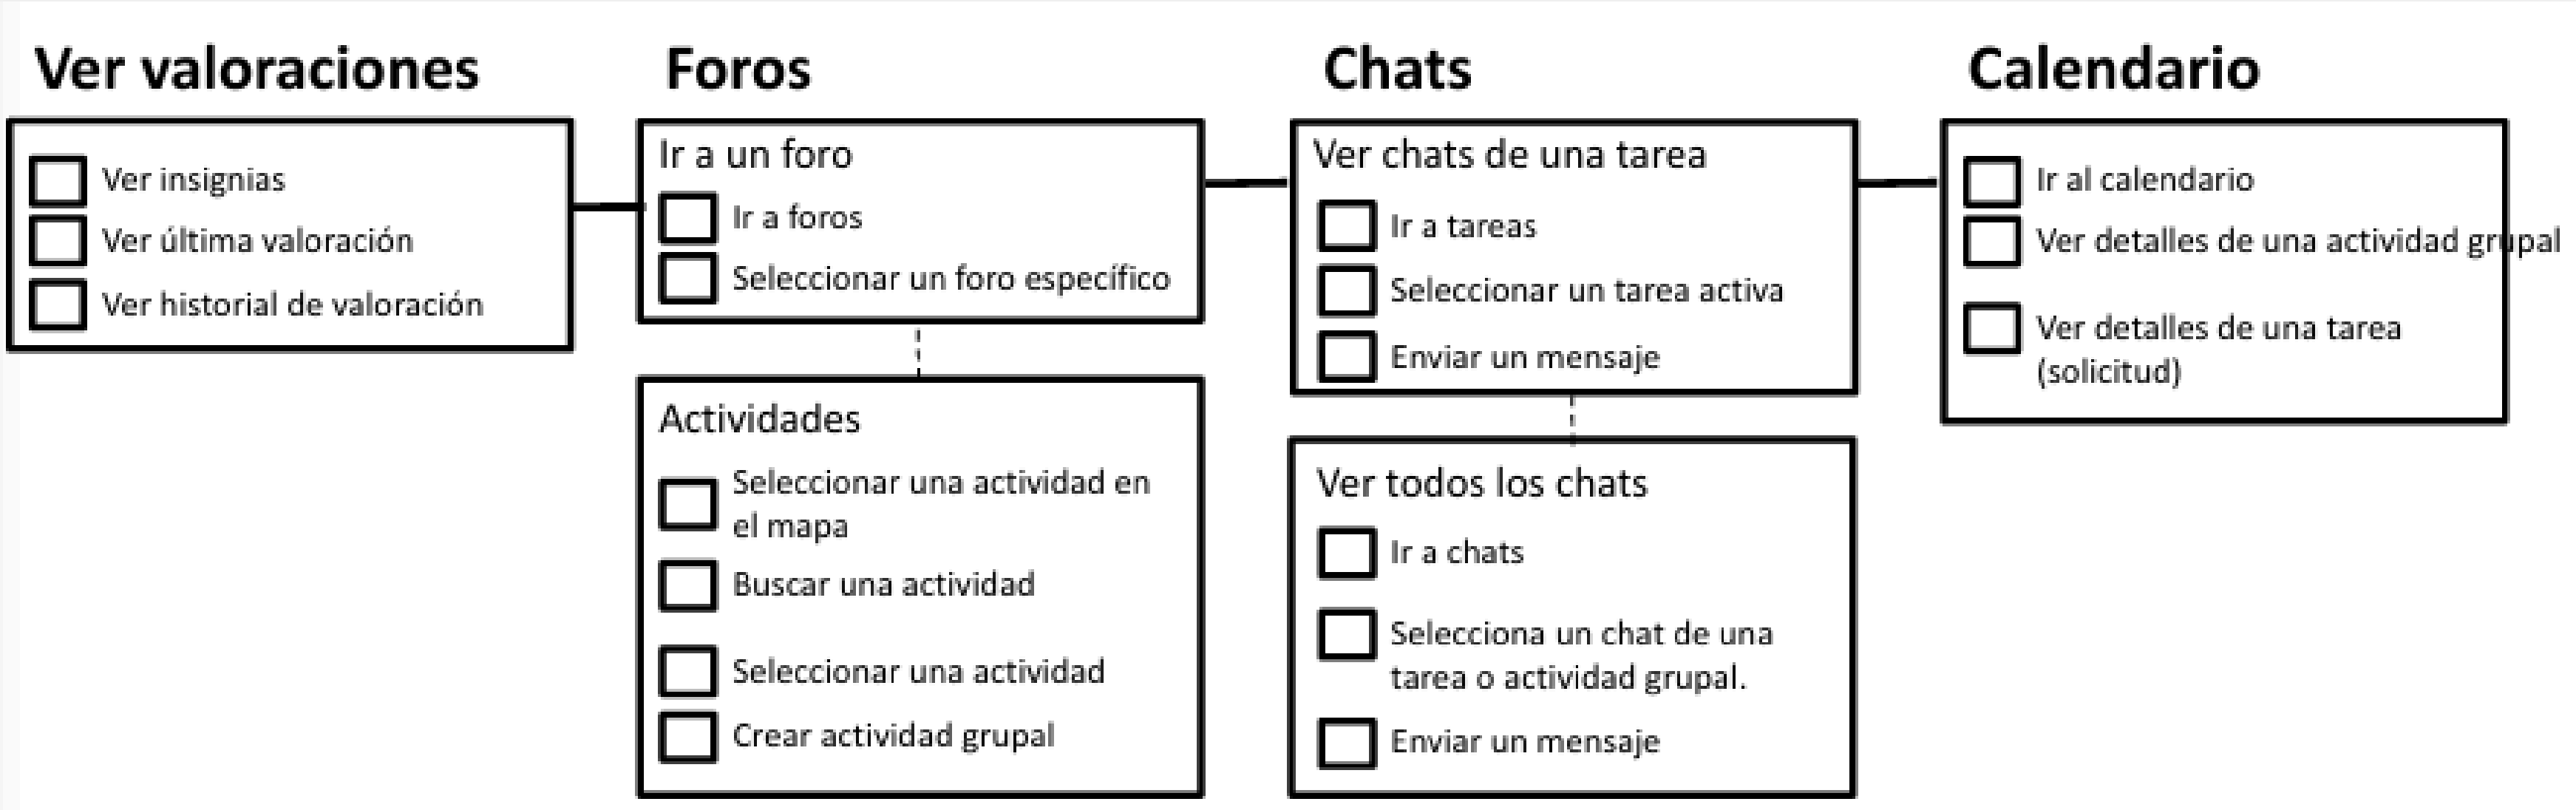 Ver valoraciones
Ver insignias
Ver última valoración
Ver historial de valoración
Foros
Ir a un foro
Ir a foros
Seleccionar un foro específico
Actividades
Seleccionar una actividad en
el mapa
Buscar una actividad
Seleccionar una actividad
Crear actividad grupal
Chats
Ver chats de una tarea
Ir a tareas
Seleccionar un tarea activa
Enviar un mensaje
Ver todos los chats
Ir a chats
Selecciona un chat de una
tarea o actividad grupal.
Enviar un mensaje
Calendario
Ir al calendario
Ver detalles de una actividad grupal
Ver detalles de una tarea
(solicitud)